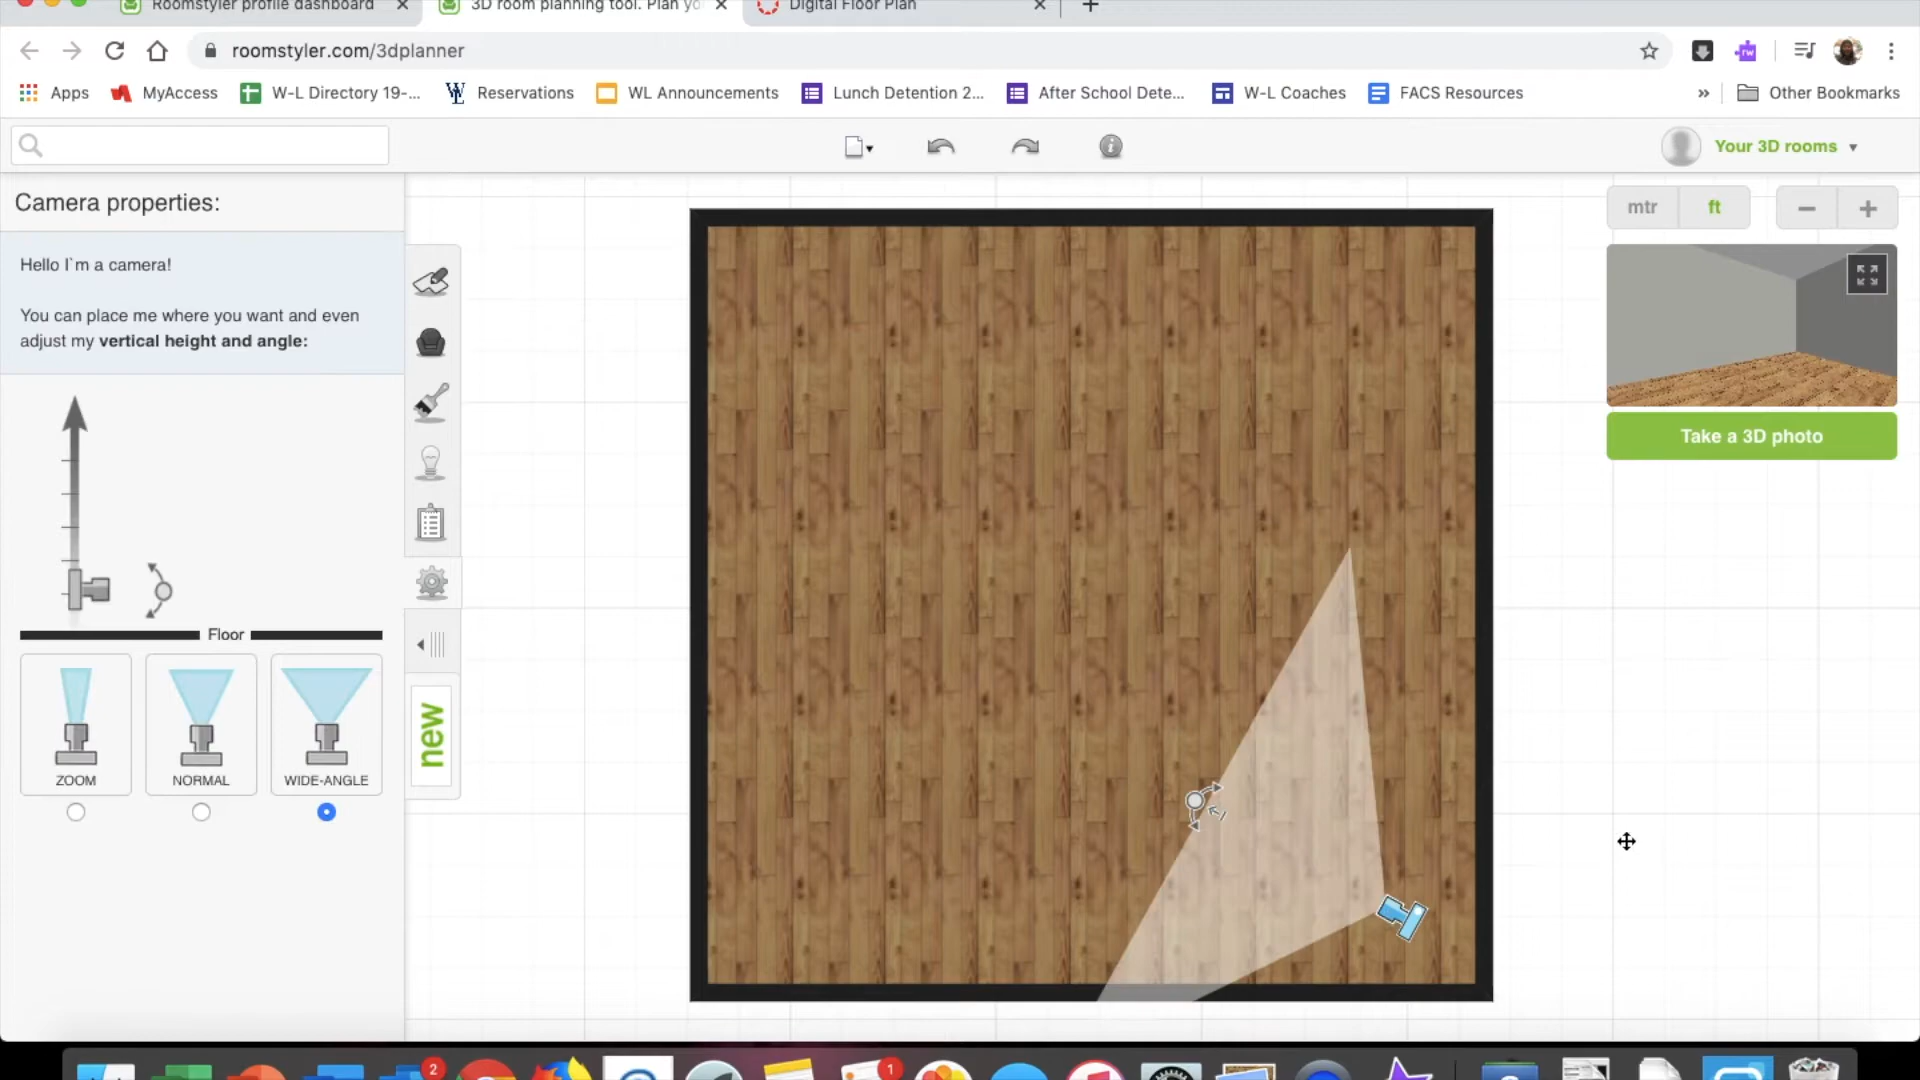 Roomstyler profile dashboard
3D room planning tool. Plan yo
Digital Floor Plan
roomstyler.com/3dplanner
Apps
MyAccess
W-L Directory 19-...
Reservations
WL Announcements
Lunch Detention 2...
After School Dete...
W-L Coaches
FACS Resources
Other Bookmarks
Your 3D rooms
Camera properties:
Hello I`m a camera!
You can place me where you want and even
adjust my vertical height and angle:
Floor
ZOOM
NORMAL
WIDE-ANGLE
new
mtr
ft
Take a 3D photo
2
1